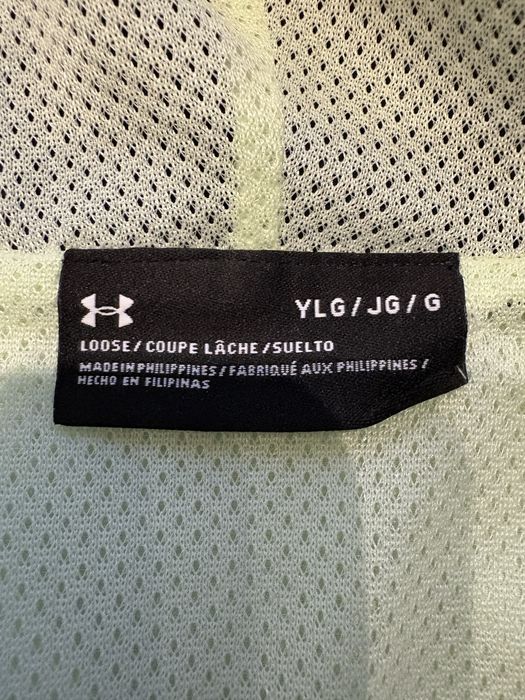 YLG / JG / G
LOOSE / COUPE LÂCHE / SUELTO
MADE IN PHILIPPINES / FABRIQUÉ AUX PHILIPPINES /
HECHO EN FILIPINAS